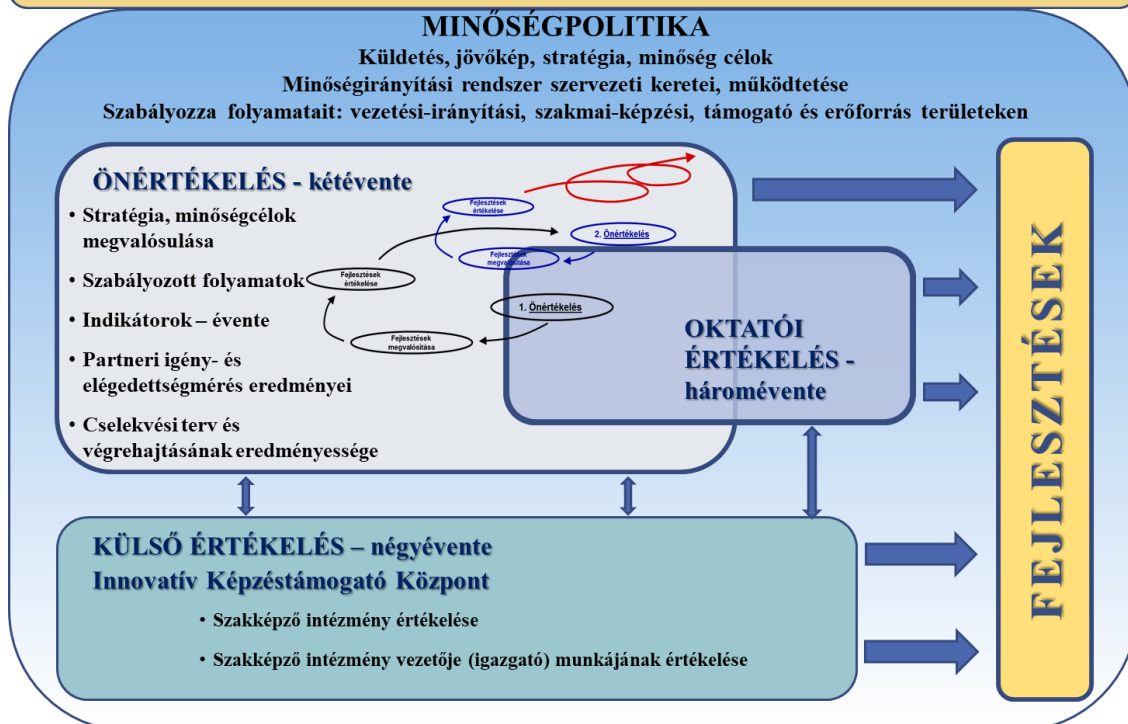 MINŐSÉGPOLITIKA
Küldetés, jövőkép, stratégia, minőség célok
Minőségirányítási rendszer szervezeti keretei, működtetése
Szabályozza folyamatait: vezetési-irányítási, szakmai-képzési, támogató és erőforrás területeken
ÖNÉRTÉKELÉS - kétévente
• Stratégia, minőségcélok
megvalósulása
• Szabályozott folyamatok
• Indikátorok – évente
• Partneri igény- és
elégedettségmérés eredményei
• Cselekvési terv és
végrehajtásának eredményessége
Fejlesztések
értékelése
2. Önértékelés
Fejlesztések
megvalósítása
Fejlesztések
értékelése
1. Önértékelés
Fejlesztések
megvalósítása
OKTATÓI
ÉRTÉKELÉS -
háromévente
KÜLSŐ ÉRTÉKELÉS – négyévente
Innovatív Képzéstámogató Központ
• Szakképző intézmény értékelése
• Szakképző intézmény vezetője (igazgató) munkájának értékelése
FEJLESZTÉSEK